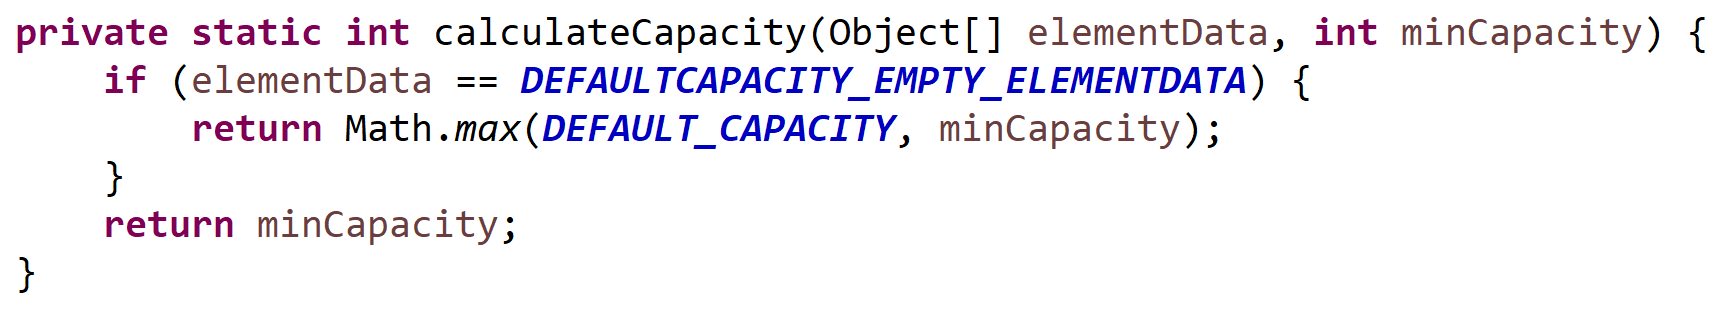 private static int calculateCapacity(Object[] elementData, int minCapacity) {
    if (elementData == DEFAULTCAPACITY_EMPTY_ELEMENTDATA) {
        return Math.max(DEFAULT_CAPACITY, minCapacity);
    }
    return minCapacity;
}